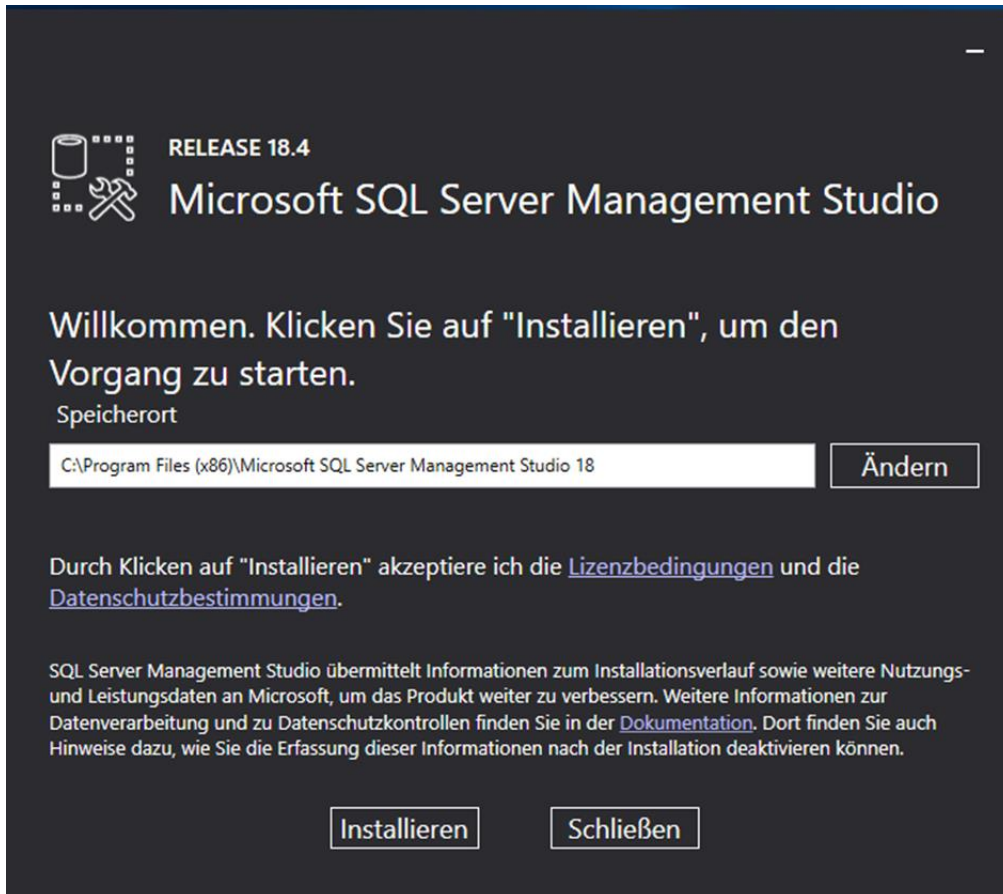 RELEASE 18.4
Microsoft SQL Server Management Studio
Willkommen. Klicken Sie auf "Installieren", um den
Vorgang zu starten.
Speicherort
C:\Program Files (x86)\Microsoft SQL Server Management Studio 18
Ändern
Durch Klicken auf "Installieren" akzeptiere ich die Lizenzbedingungen und die
Datenschutzbestimmungen.
SQL Server Management Studio übermittelt Informationen zum Installationsverlauf sowie weitere Nutzungs-
und Leistungsdaten an Microsoft, um das Produkt weiter zu verbessern. Weitere Informationen zur
Datenverarbeitung und zu Datenschutzkontrollen finden Sie in der Dokumentation. Dort finden Sie auch
Hinweise dazu, wie Sie die Erfassung dieser Informationen nach der Installation deaktivieren können.
Installieren
Schließen